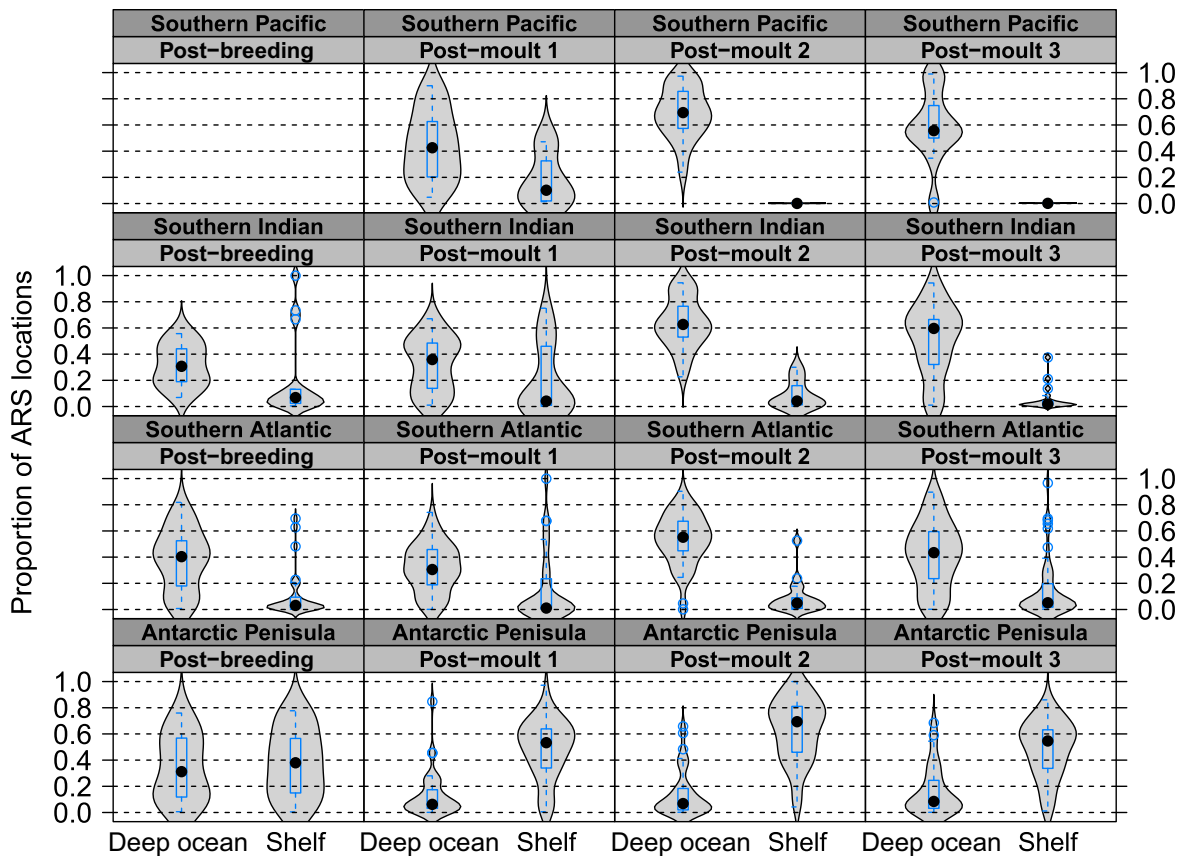 Southern Pacific Southern Pacific Southern Pacific Southern Pacific
Post−breeding Post−moult 1 Post−moult 2 Post−moult 3
1.0
0.8
0.6
0.4
0.2
0.0
Southern Indian Southern Indian Southern Indian Southern Indian
Post−breeding Post−moult 1 Post−moult 2 Post−moult 3
1.0
0.8
0.6
0.4
0.2
0.0
Proportion of ARS locations
Southern Atlantic Southern Atlantic Southern Atlantic Southern Atlantic
Post−breeding Post−moult 1 Post−moult 2 Post−moult 3
1.0
0.8
0.6
0.4
0.2
0.0
Antarctic Penisula Antarctic Penisula Antarctic Penisula Antarctic Penisula
Post−breeding Post−moult 1 Post−moult 2 Post−moult 3
1.0
0.8
0.6
0.4
0.2
0.0
Deep ocean Shelf Deep ocean Shelf Deep ocean Shelf Deep ocean Shelf